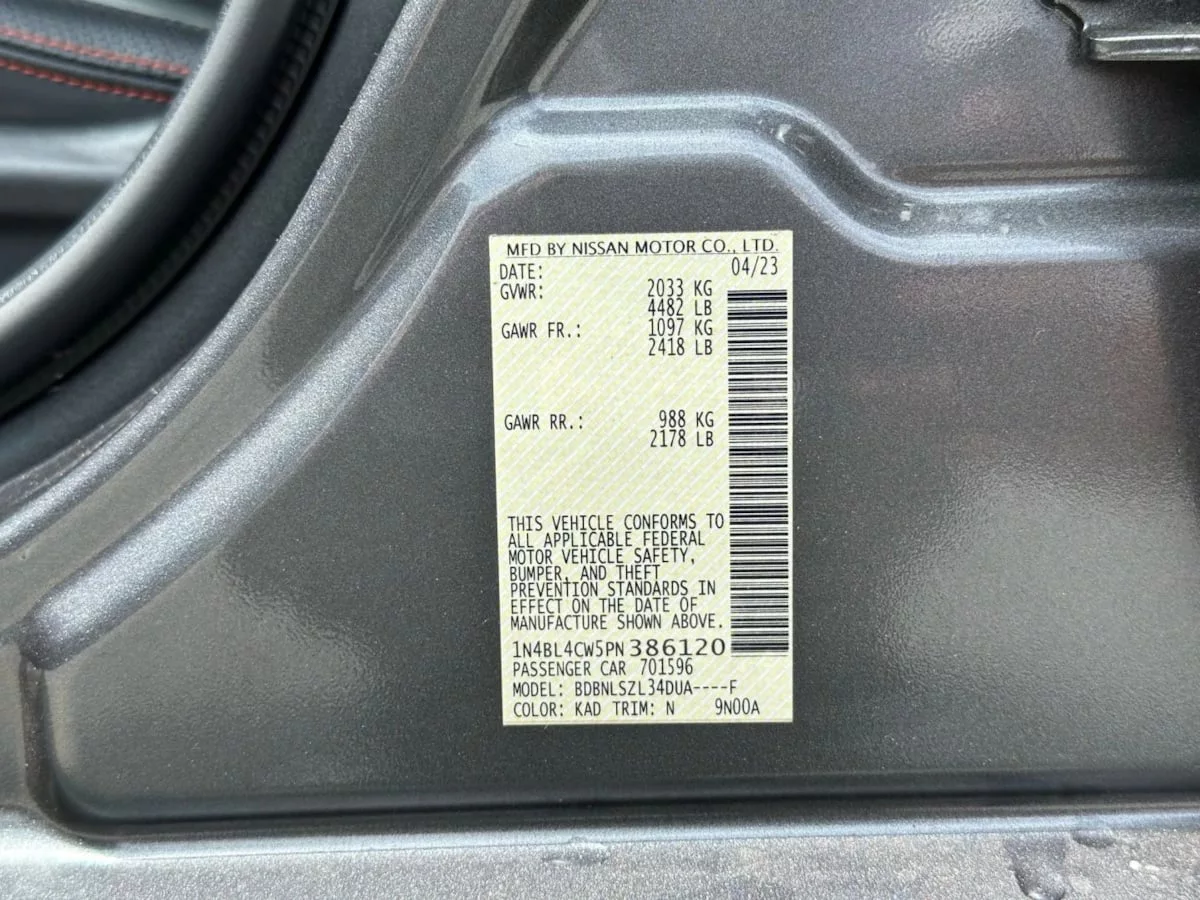 MFD BY NISSAN MOTOR CO., LTD.
DATE: 04/23
GVWR: 2033 KG
4482 LB
GAWR FR.: 1097 KG
2418 LB
GAWR RR.: 988 KG
2178 LB
THIS VEHICLE CONFORMS TO
ALL APPLICABLE FEDERAL
MOTOR VEHICLE SAFETY,
BUMPER, AND THEFT
PREVENTION STANDARDS IN
EFFECT ON THE DATE OF
MANUFACTURE SHOWN ABOVE.
1N4BL4CW5PN386120
PASSENGER CAR 701596
MODEL: BDBNLSZL34DUA----F
COLOR: KAD TRIM: N 9N00A